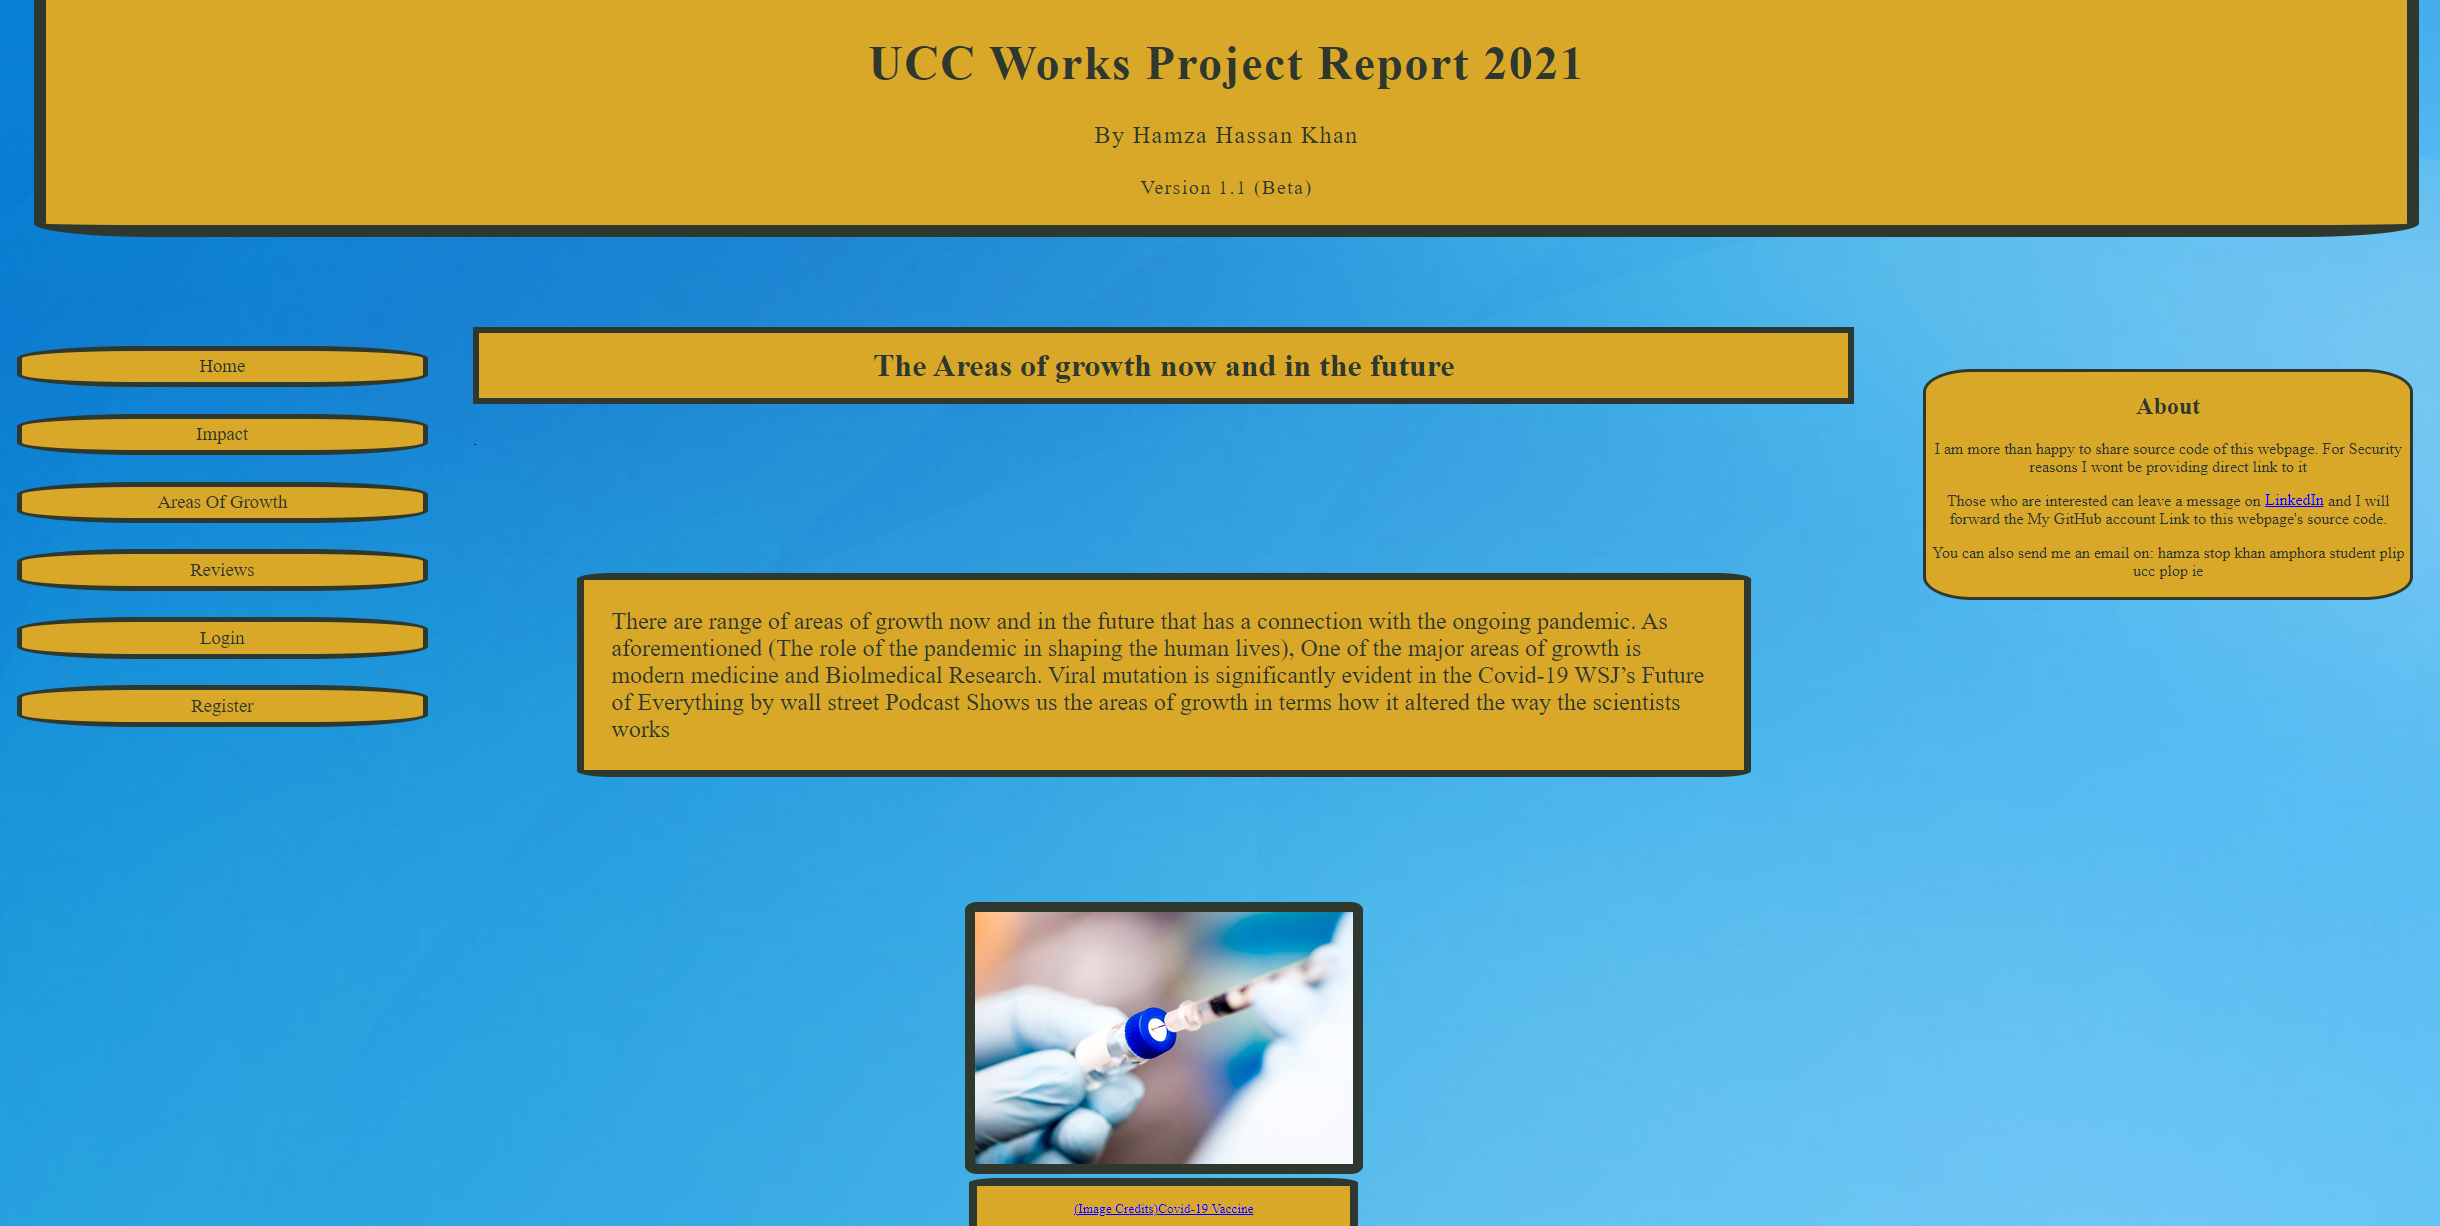 UCC Works Project Report 2021
By Hamza Hassan Khan
Version 1.1 (Beta)
Home
Impact
Areas Of Growth
Reviews
Login
Register
The Areas of growth now and in the future
.
There are range of areas of growth now and in the future that has a connection with the ongoing pandemic. As
aforementioned (The role of the pandemic in shaping the human lives), One of the major areas of growth is
modern medicine and Biolmedical Research. Viral mutation is significantly evident in the Covid-19 WSJ’s Future
of Everything by wall street Podcast Shows us the areas of growth in terms how it altered the way the scientists
works
(Image Credits)Covid-19 Vaccine
About
I am more than happy to share source code of this webpage. For Security
reasons I wont be providing direct link to it
Those who are interested can leave a message on LinkedIn and I will
forward the My GitHub account Link to this webpage's source code.
You can also send me an email on: hamza stop khan amphora student plip
ucc plop ie